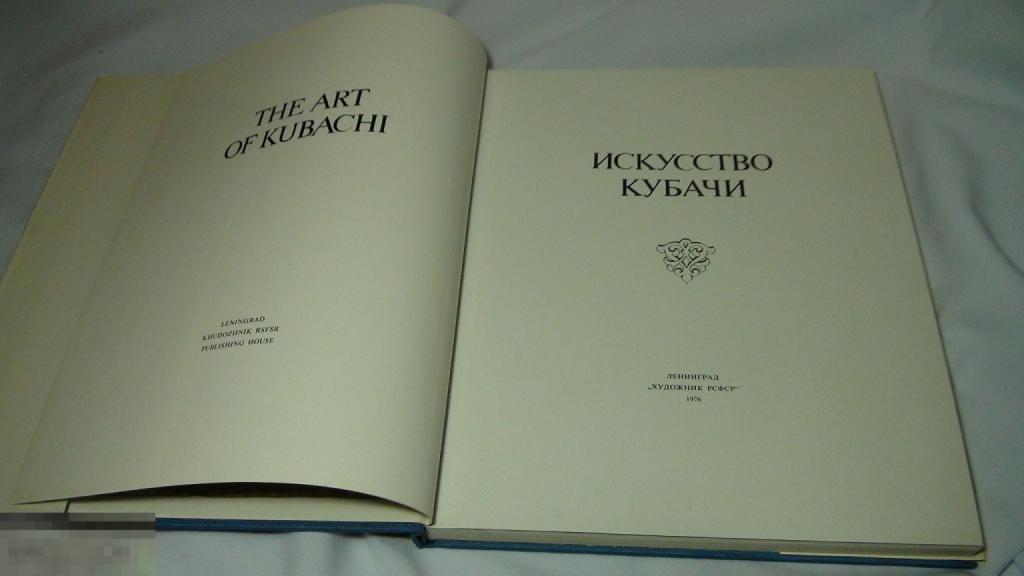 THE ART
OF KUBACHI
LENINGRAD
KHUDOZHNIK RSFSR
PUBLISHING HOUSE
ИСКУССТВО
КУБАЧИ
ЛЕНИНГРАД
„ХУДОЖНИК РСФСР"
1976